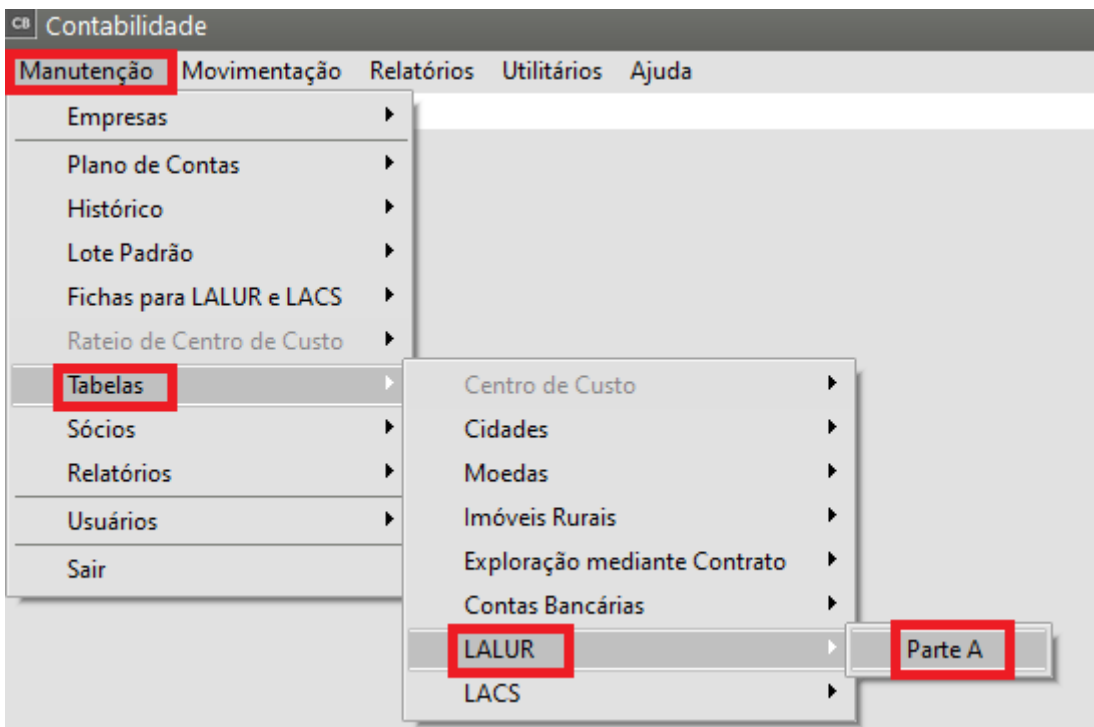 CB Contabilidade
Manutenção Movimentação Relatórios Utilitários Ajuda
Empresas
Plano de Contas
Histórico
Lote Padrão
Fichas para LALUR e LACS
Rateio de Centro de Custo
Tabelas
Sócios
Relatórios
Usuários
Sair
Centro de Custo
Cidades
Moedas
Imóveis Rurais
Exploração mediante Contrato
Contas Bancárias
LALUR
LACS
Parte A